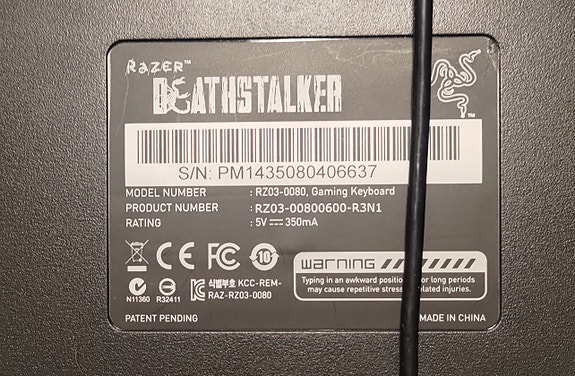 RAZER™
DEATHSTALKER
™
S/N: PM1435080406637
MODEL NUMBER : RZ03-0080, Gaming Keyboard
PRODUCT NUMBER : RZ03-00800600-R3N1
RATING : 5V ⎓ 350mA
CE FC 10
warning
Typing in an awkward position or for long periods
may cause repetitive stress related injuries.
N11360 R32411 식별부호 KCC-REM-
RAZ-RZ03-0080
PATENT PENDING MADE IN CHINA